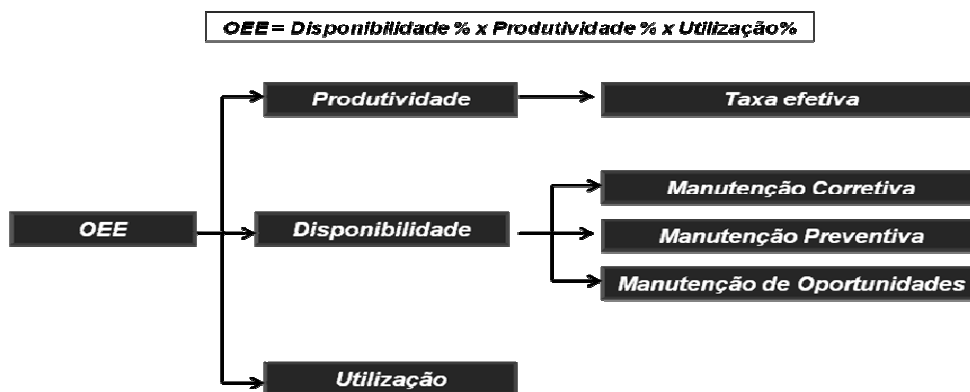 OEE = Disponibilidade % x Produtividade % x Utilização%
Produtividade
Taxa efetiva
Manutenção Corretiva
OEE
Disponibilidade
Manutenção Preventiva
Manutenção de Oportunidades
Utilização